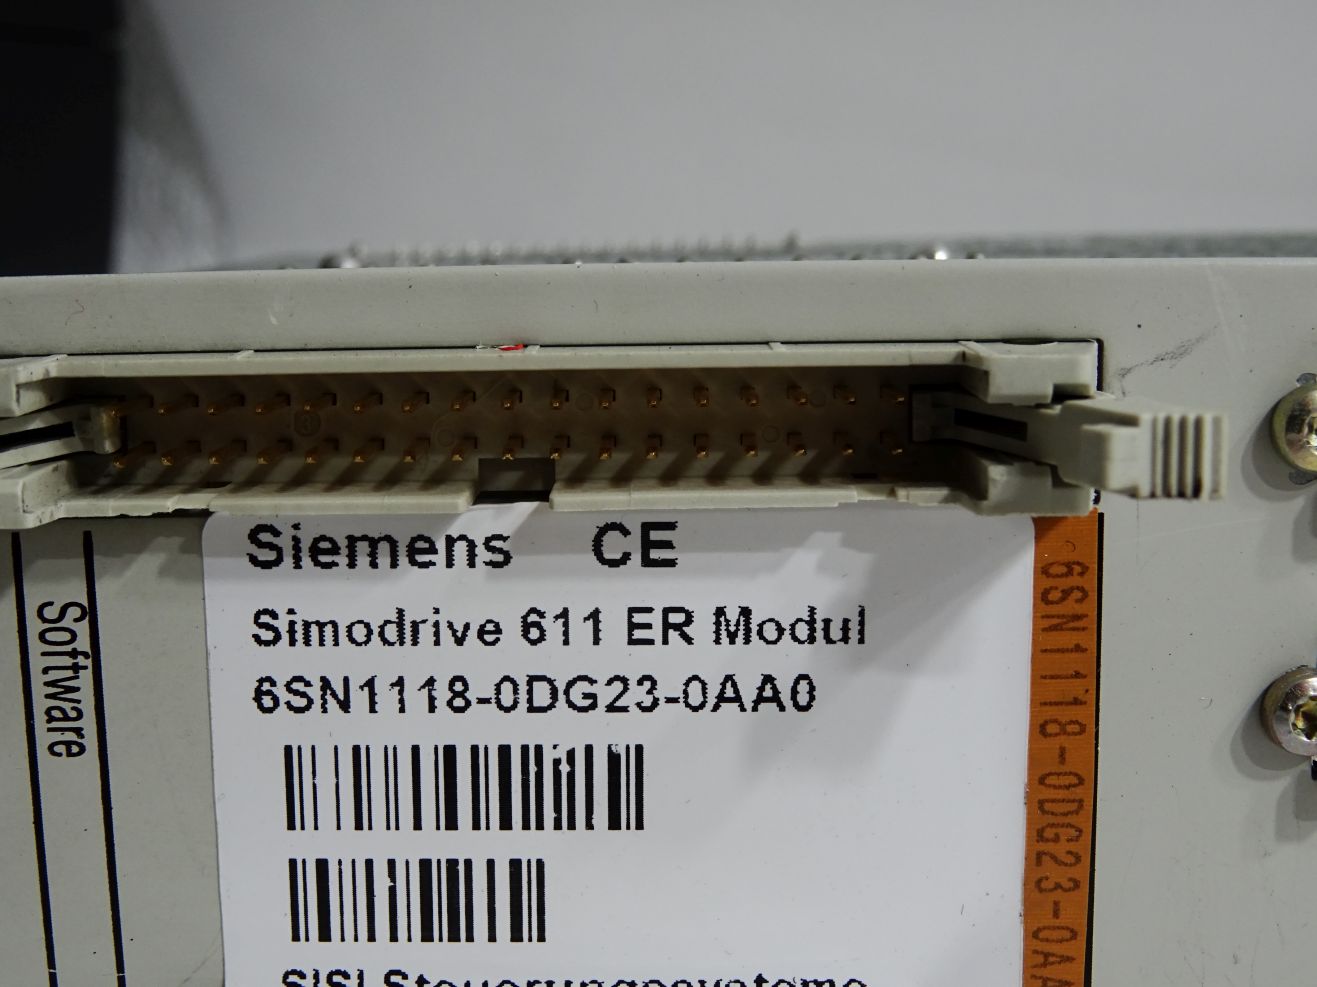 Siemens CE
Simodrive 611 ER Modul
6SN1118-0DG23-0AA0
Software
6SN1118-0DG23-0AA